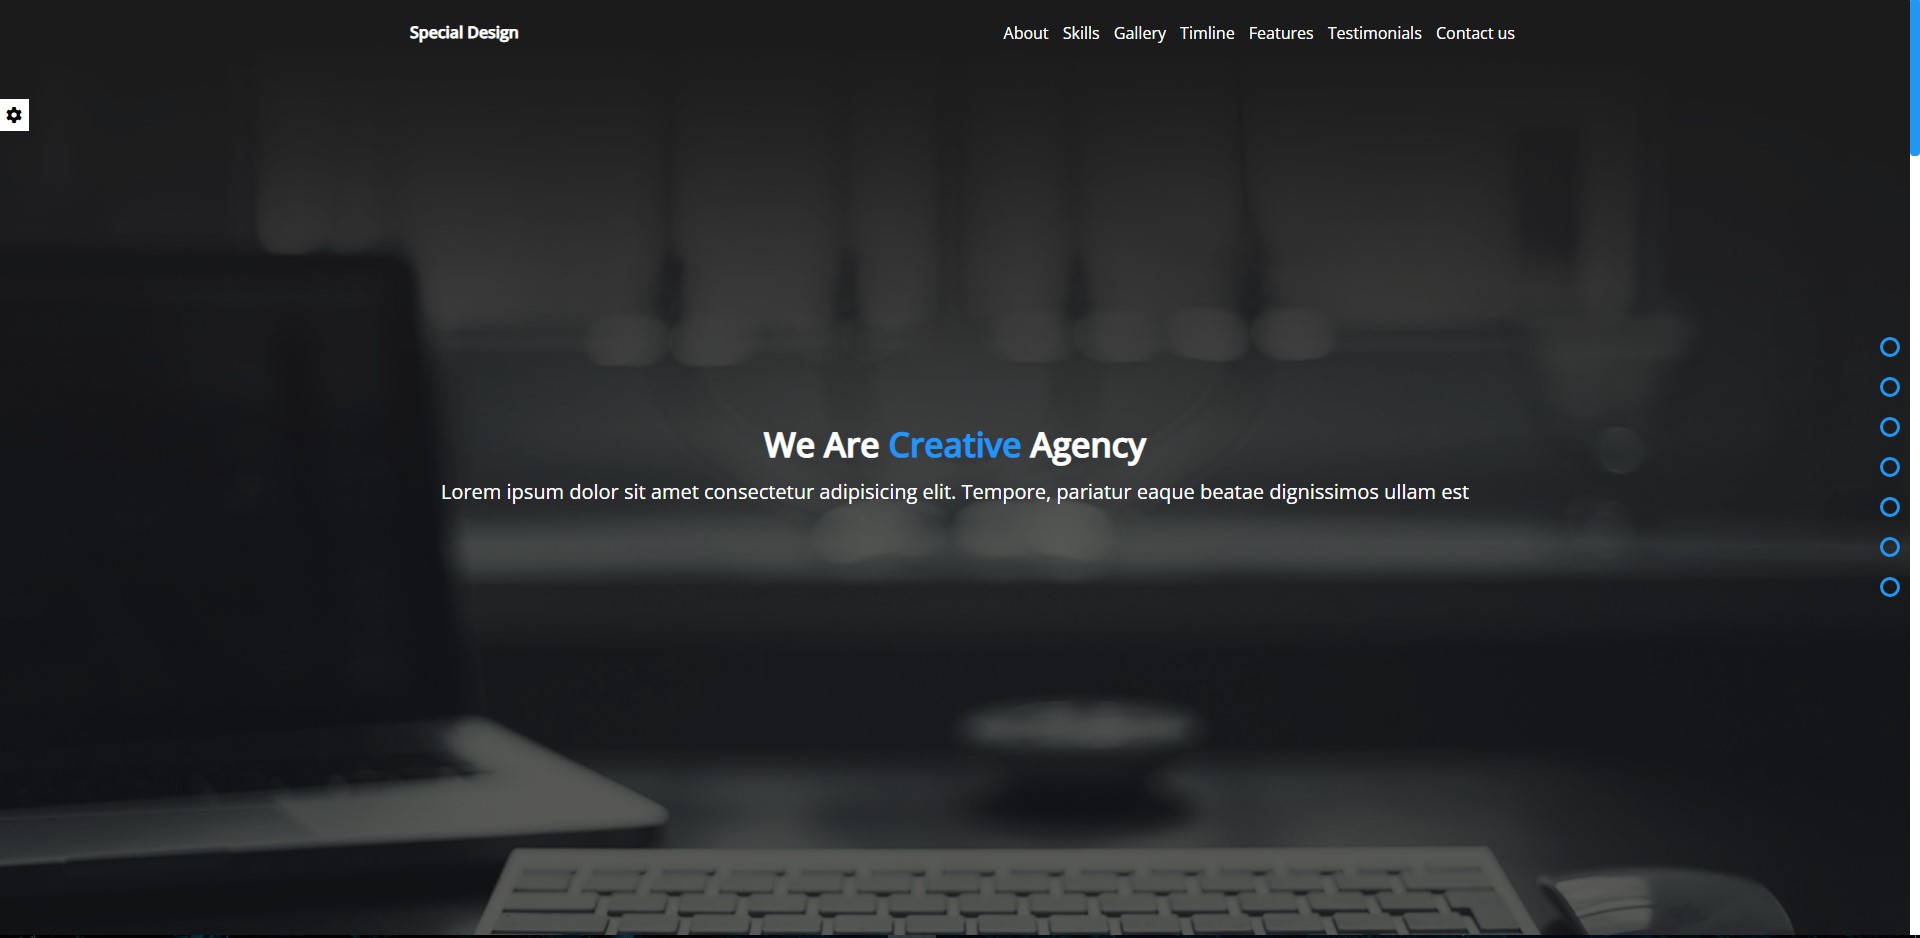 Special Design
About Skills Gallery Timline Features Testimonials Contact us
We Are Creative Agency
Lorem ipsum dolor sit amet consectetur adipisicing elit. Tempore, pariatur eaque beatae dignissimos ullam est